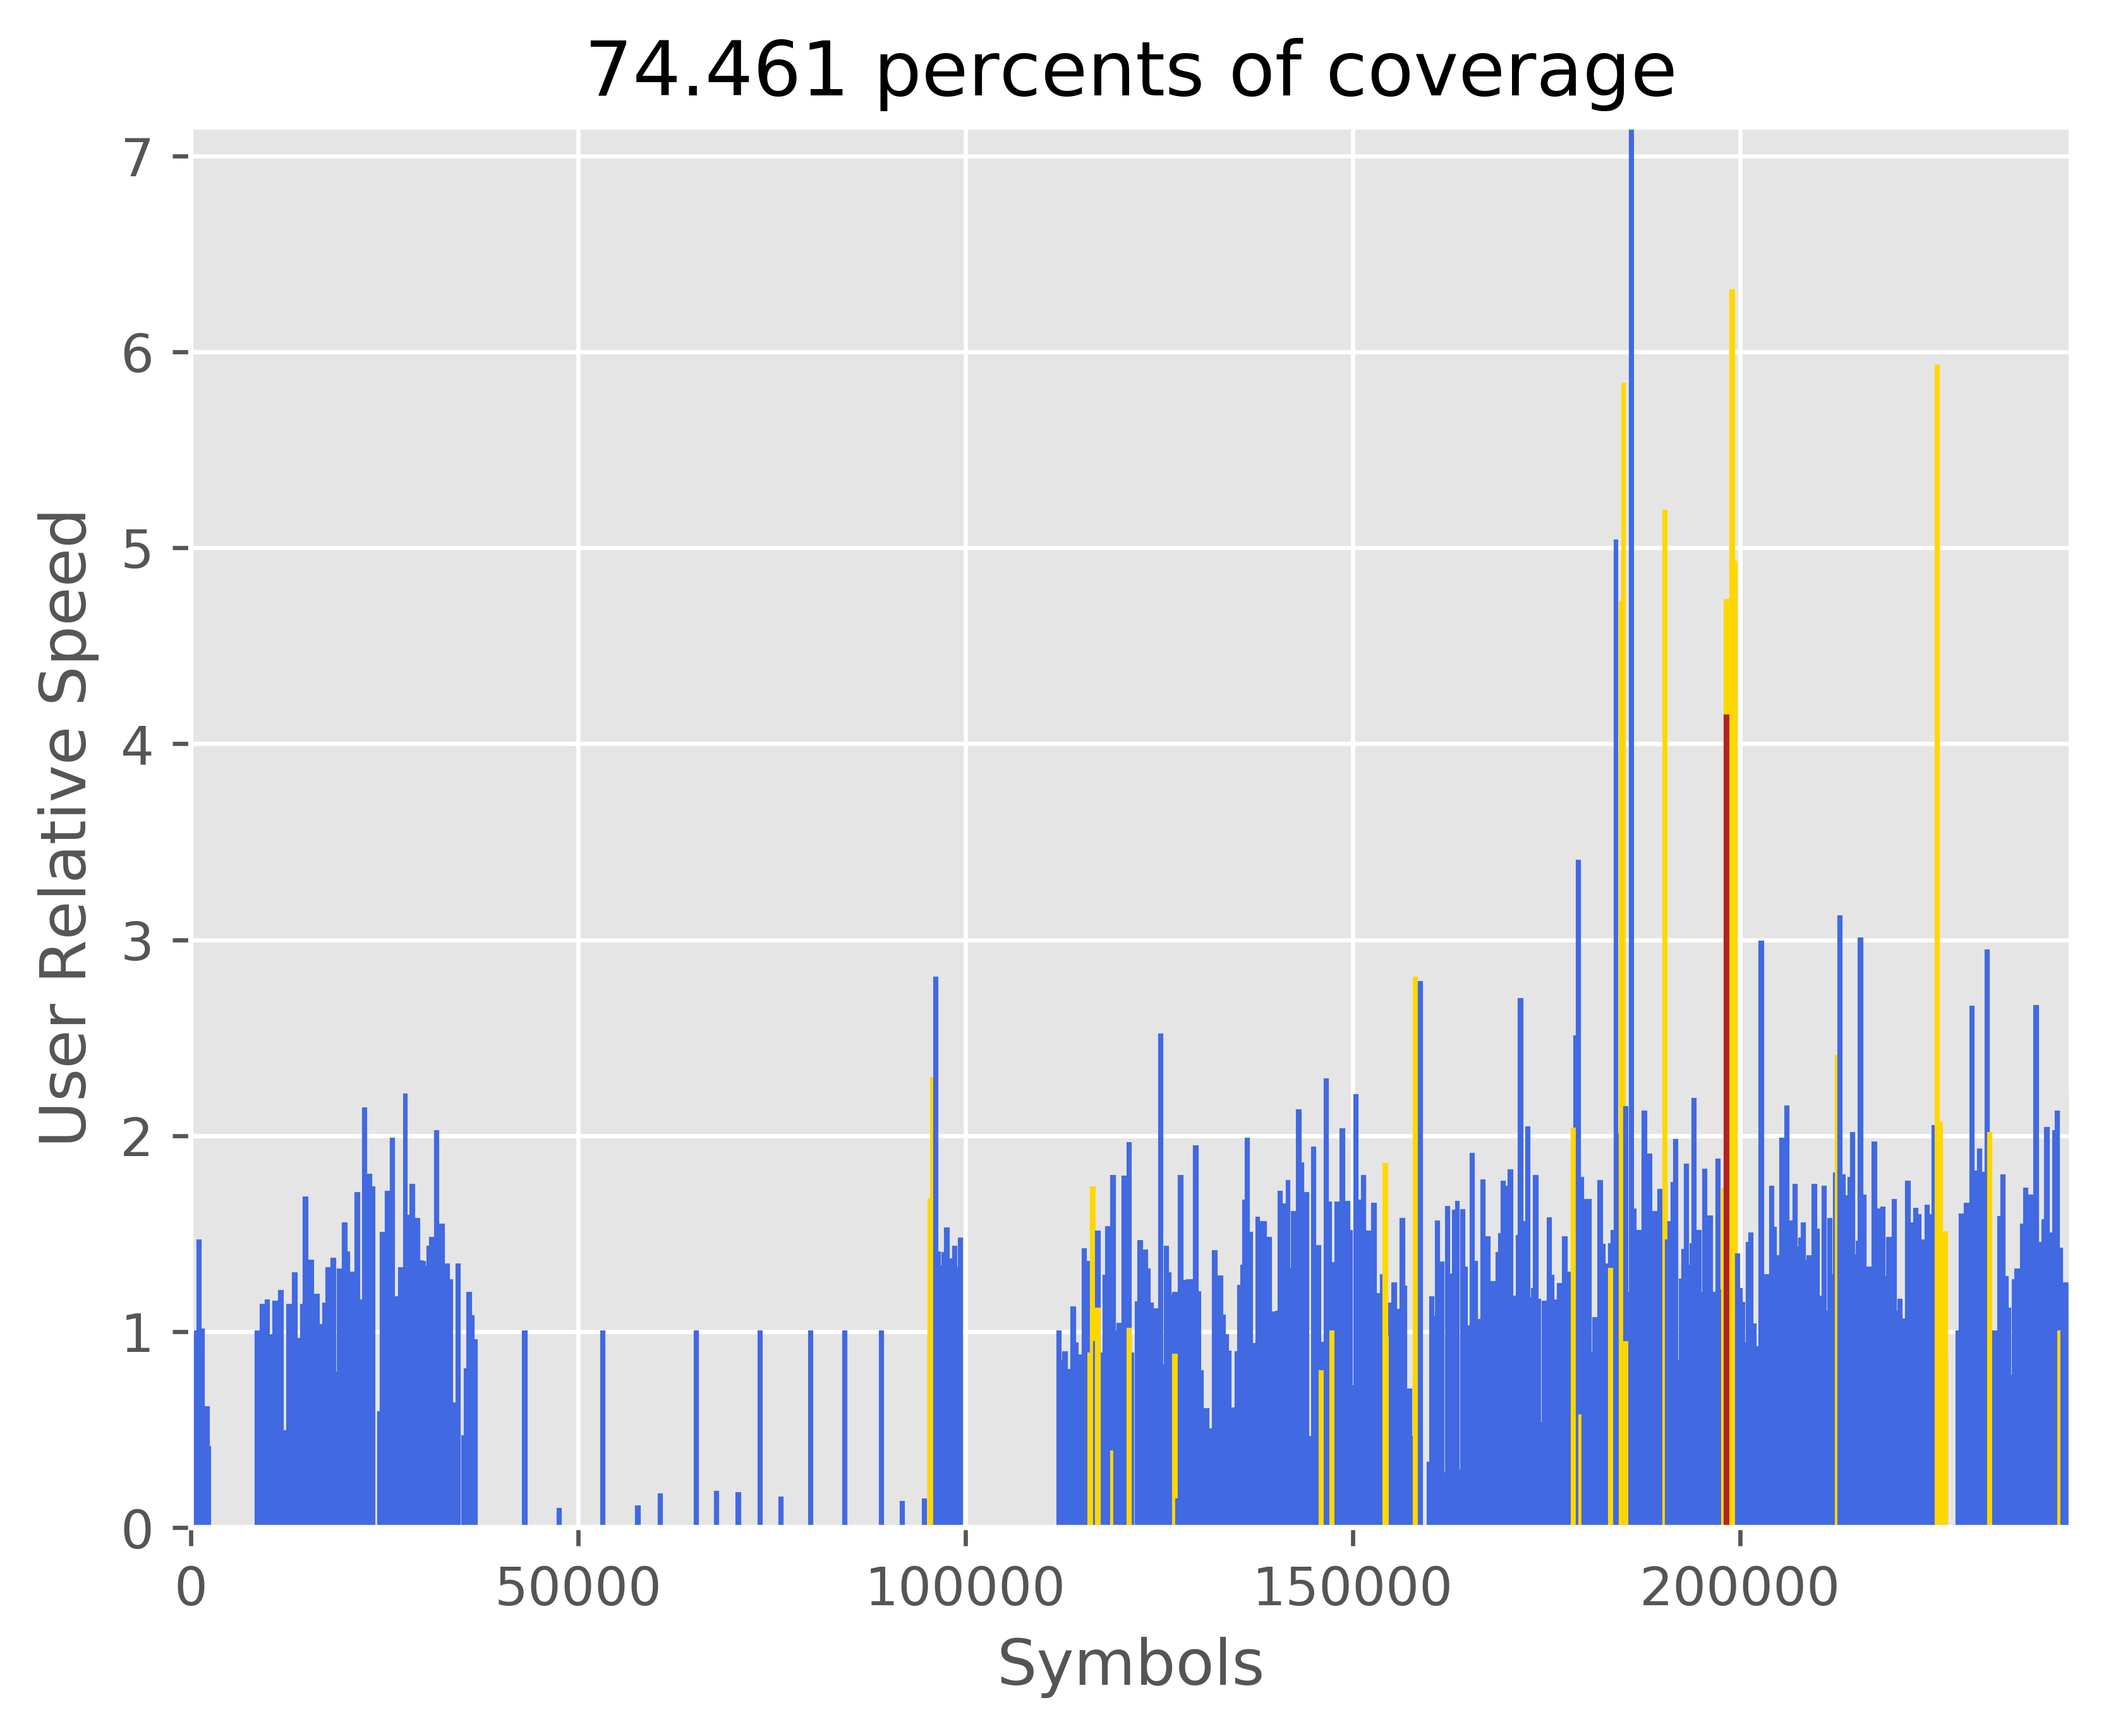 74.461 percents of coverage
7
6
5
4
3
2
1
0
User Relative Speed
0 50000 100000 150000 200000
Symbols